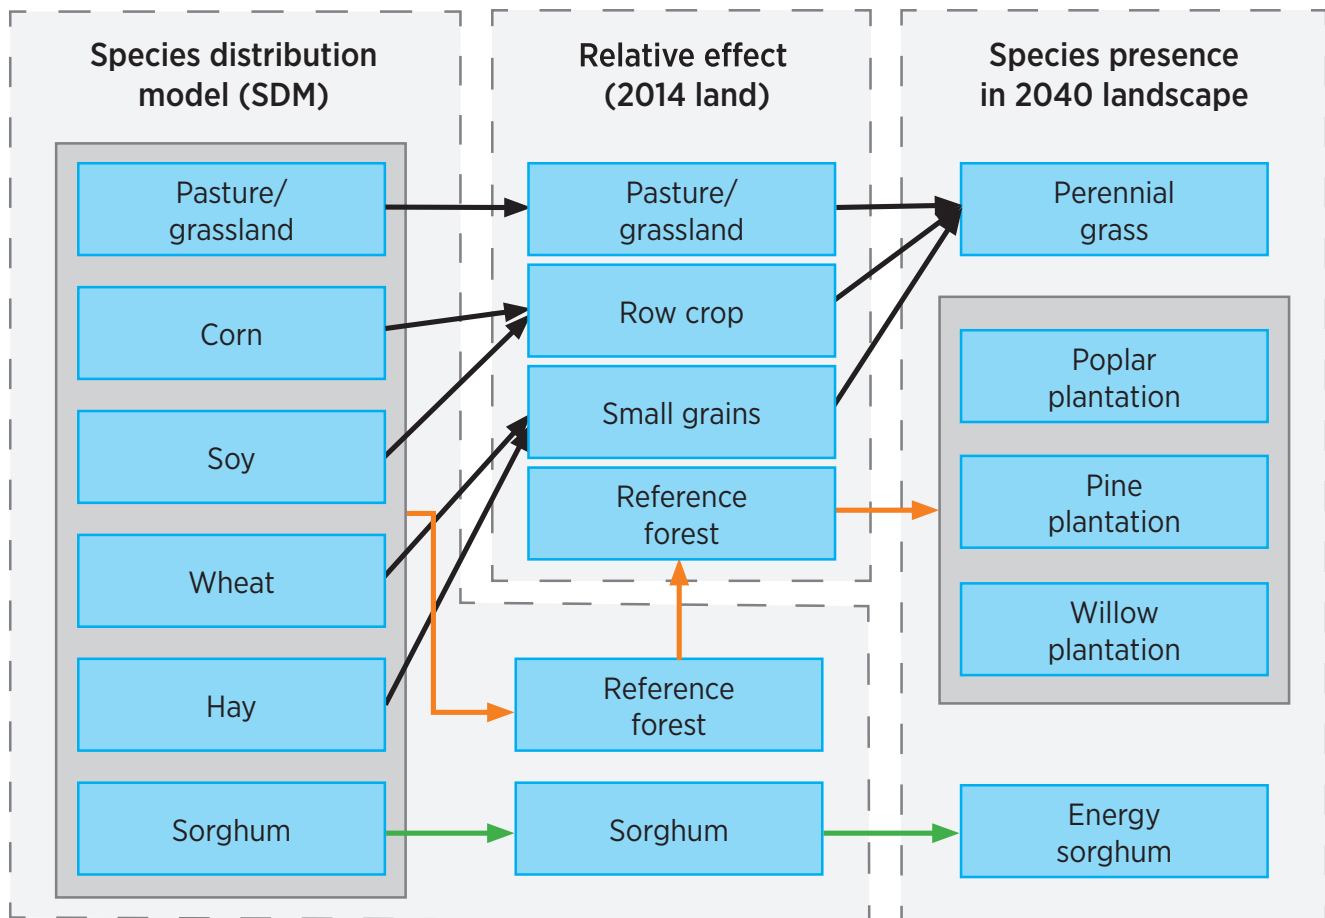 Species distribution
model (SDM)
Pasture/
grassland
Corn
Soy
Wheat
Hay
Sorghum
Relative effect
(2014 land)
Pasture/
grassland
Row crop
Small grains
Reference
forest
Reference
forest
Sorghum
Species presence
in 2040 landscape
Perennial
grass
Poplar
plantation
Pine
plantation
Willow
plantation
Energy
sorghum